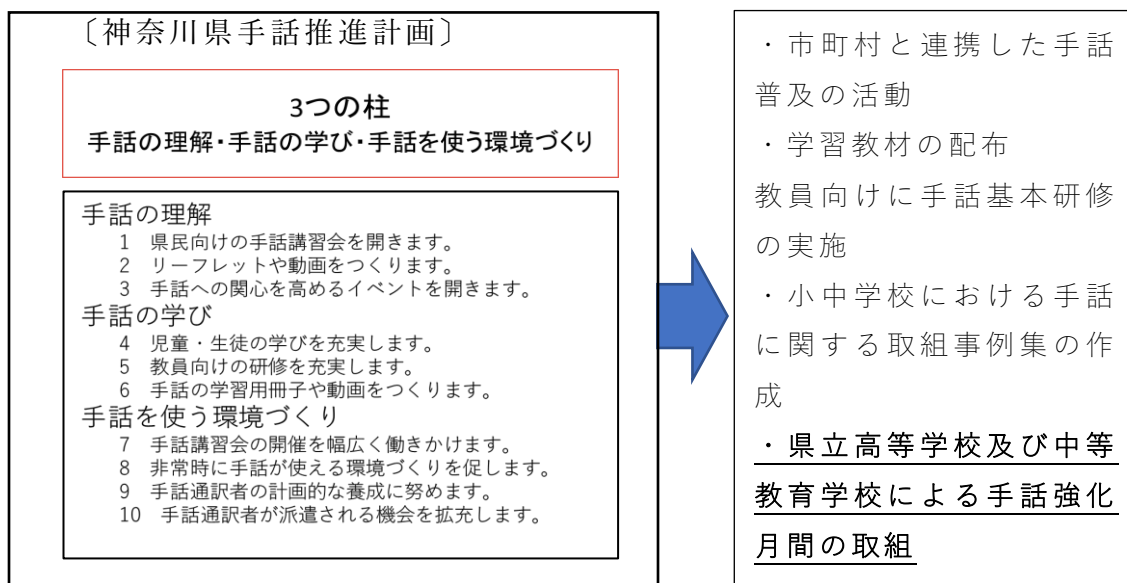 〔神奈川県手話推進計画〕
3つの柱
手話の理解・手話の学び・手話を使う環境づくり
手話の理解
1 県民向けの手話講習会を開きます。
2 リーフレットや動画をつくります。
3 手話への関心を高めるイベントを開きます。
手話の学び
4 児童・生徒の学びを充実します。
5 教員向けの研修を充実します。
6 手話の学習用冊子や動画をつくります。
手話を使う環境づくり
7 手話講習会の開催を幅広く働きかけます。
8 非常時に手話が使える環境づくりを促します。
9 手話通訳者の計画的な養成に努めます。
10 手話通訳者が派遣される機会を拡充します。
・市町村と連携した手話
普及の活動
・学習教材の配布
教員向けに手話基本研修
の実施
・小中学校における手話
に関する取組事例集の作
成
・県立高等学校及び中等
教育学校による手話強化
月間の取組